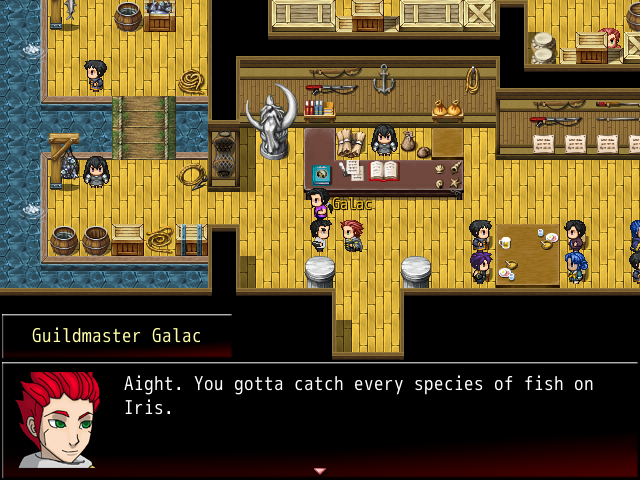 Galac
Guildmaster Galac
Aight. You gotta catch every species of fish on
Iris.